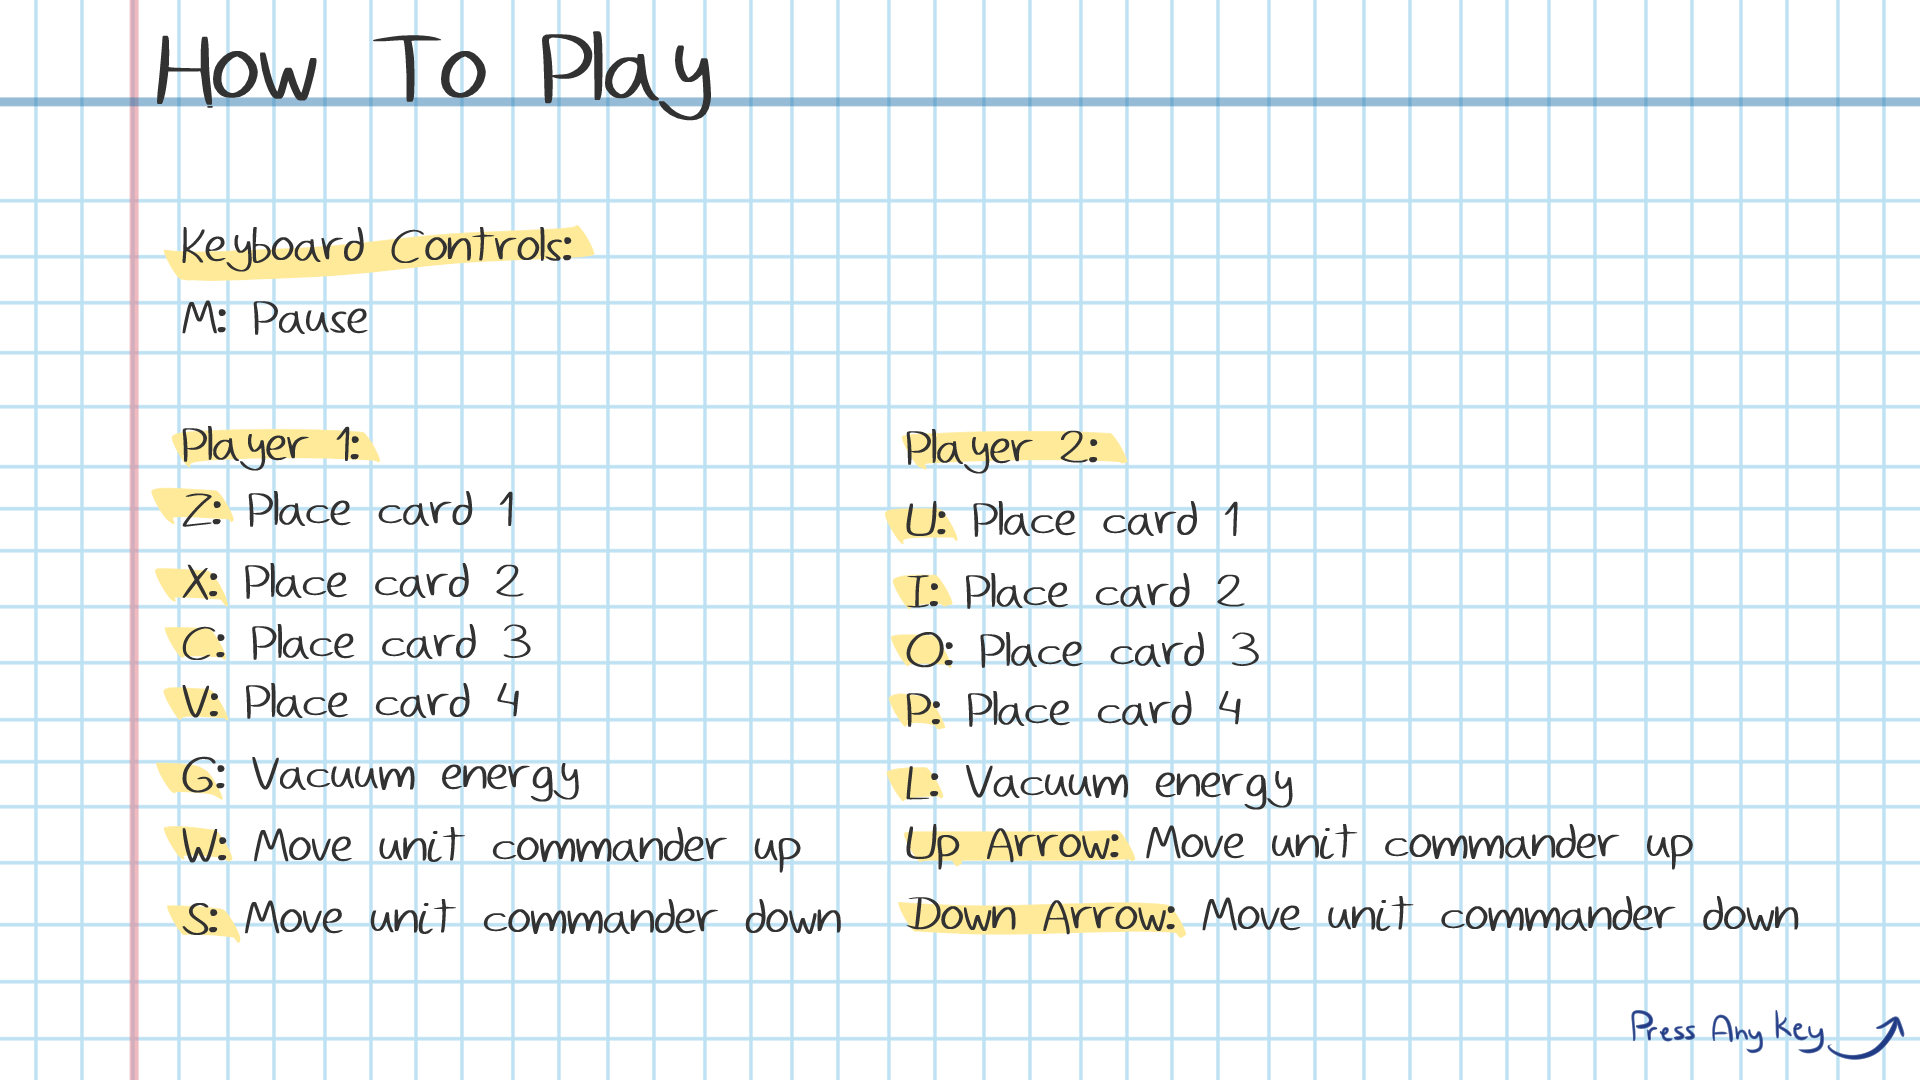 How To Play
Keyboard Controls:
M: Pause
Player 1:
Z: Place card 1
X: Place card 2
C: Place card 3
V: Place card 4
G: Vacuum energy
W: Move unit commander up
S: Move unit commander down
Player 2:
U: Place card 1
I: Place card 2
O: Place card 3
P: Place card 4
L: Vacuum energy
Up Arrow: Move unit commander up
Down Arrow: Move unit commander down
Press Any Key